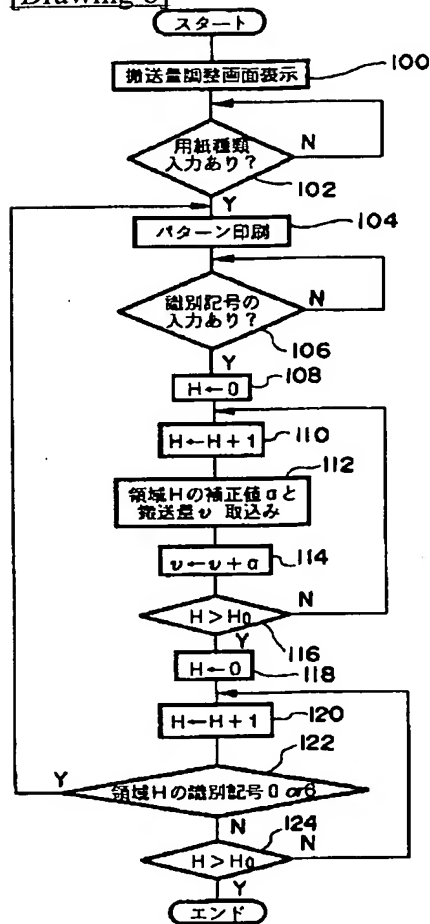 [Drawing 8]
スタート
搬送量調整画面表示
100
用紙種類
入力あり?
N
102
Y
パターン印刷
104
識別記号の
入力あり?
N
106
Y
H←0
108
H←H+1
110
112
領域Hの補正値αと
搬送量υ 取込み
υ←υ+α
114
H>H0
N
116
Y
H←0
118
H←H+1
120
122
Y
領域Hの識別記号0 or6
N
124
H>H0
N
Y
エンド